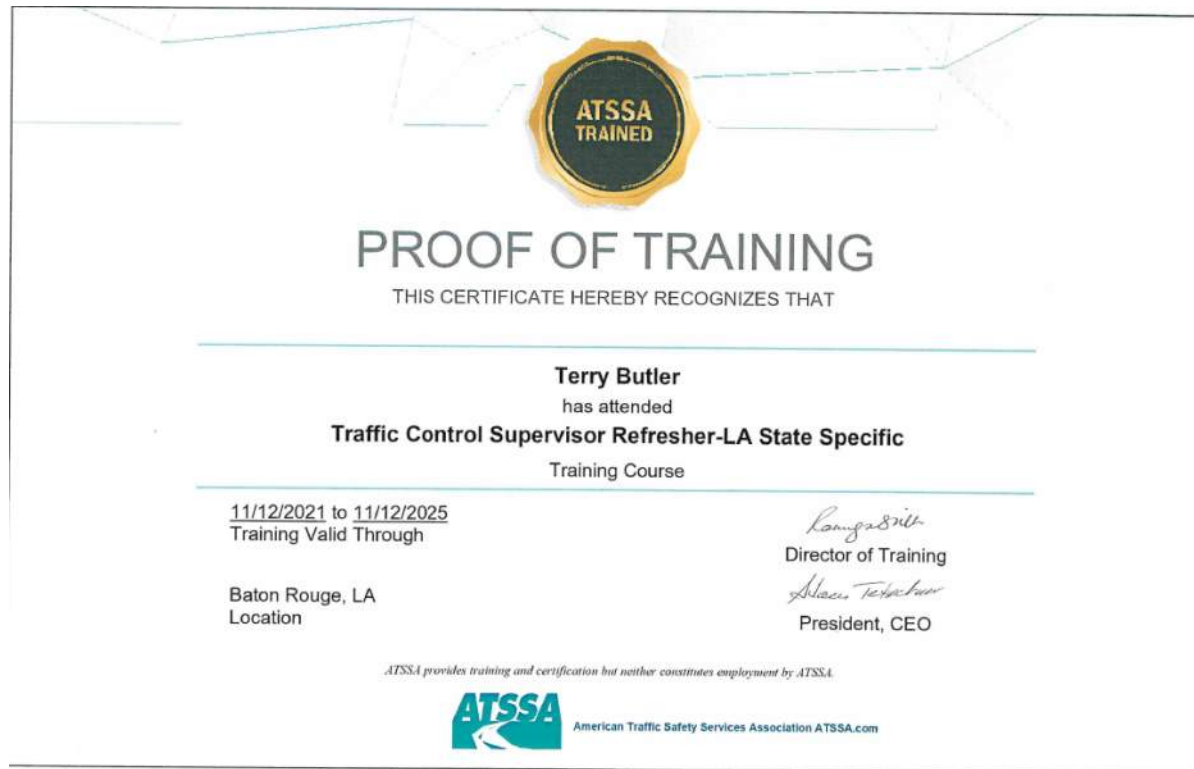 ATSSA
TRAINED
PROOF OF TRAINING
THIS CERTIFICATE HEREBY RECOGNIZES THAT
Terry Butler
has attended
Traffic Control Supervisor Refresher-LA State Specific
Training Course
11/12/2021 to 11/12/2025
Training Valid Through
Director of Training
Baton Rouge, LA
Location
President, CEO
ATSSA provides training and certification but neither constitutes employment by ATSSA.
ATSSA
American Traffic Safety Services Association ATSSA.com